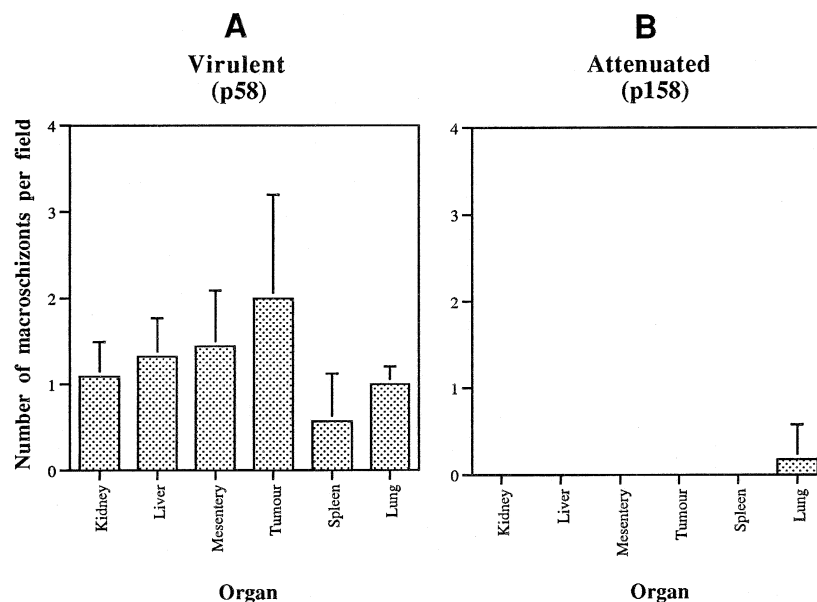 A
Virulent
(p58)
Number of macroschizonts per field
4
3
2
1
0
Kidney
Liver
Mesentery
Tumour
Spleen
Lung
Organ
B
Attenuated
(p158)
4
3
2
1
0
Kidney
Liver
Mesentery
Tumour
Spleen
Lung
Organ